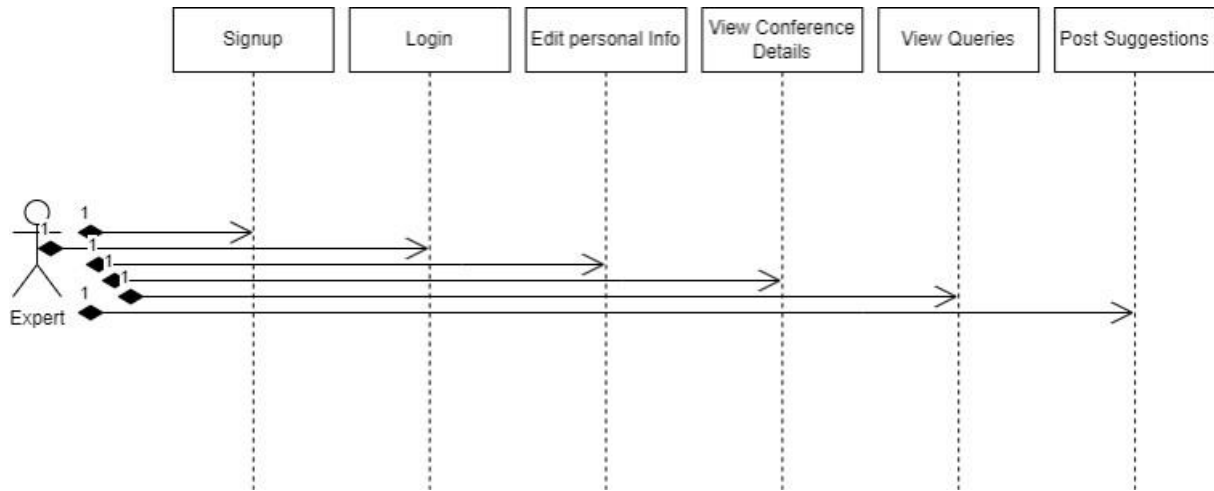 Signup
Login
Edit personal Info
View Conference
Details
View Queries
Post Suggestions
1
1
1
1
1
1
Expert